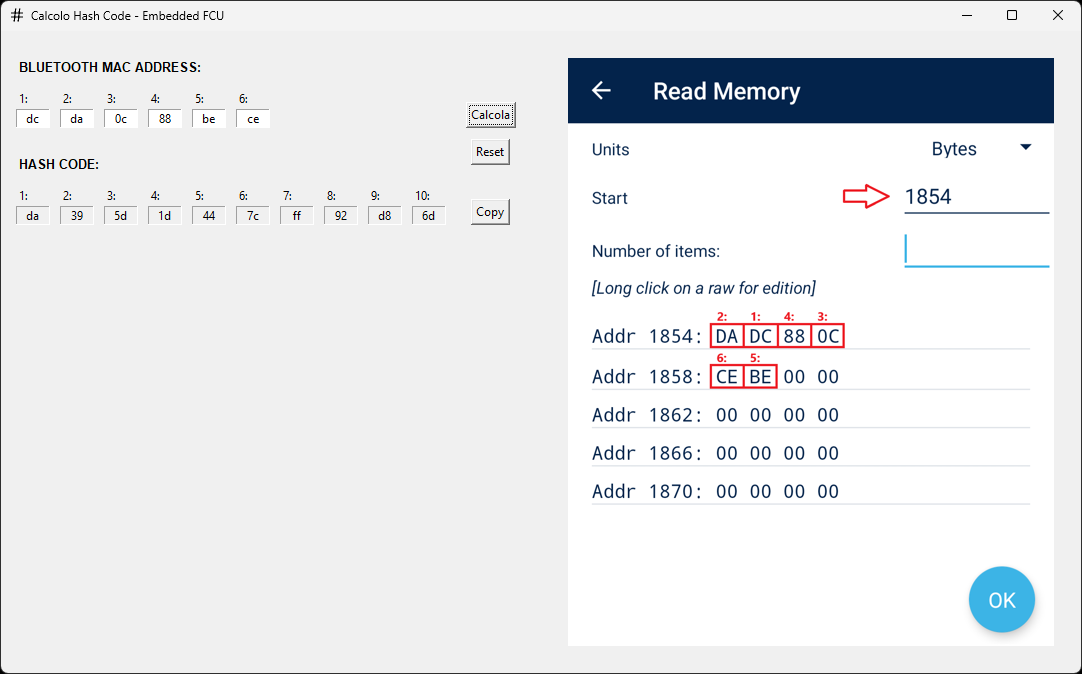 # Calcolo Hash Code - Embedded FCU
BLUETOOTH MAC ADDRESS:
1: 2: 3: 4: 5: 6:
dc da 0c 88 be ce
Calcola
Reset
HASH CODE:
1: 2: 3: 4: 5: 6: 7: 8: 9: 10:
da 39 5d 1d 44 7c ff 92 d8 6d
Copy
Read Memory
Units Bytes
Start 1854
Number of items:
[Long click on a raw for edition]
2: 1: 4: 3:
Addr 1854: DA DC 88 0C
6: 5:
Addr 1858: CE BE 00 00
Addr 1862: 00 00 00 00
Addr 1866: 00 00 00 00
Addr 1870: 00 00 00 00
OK